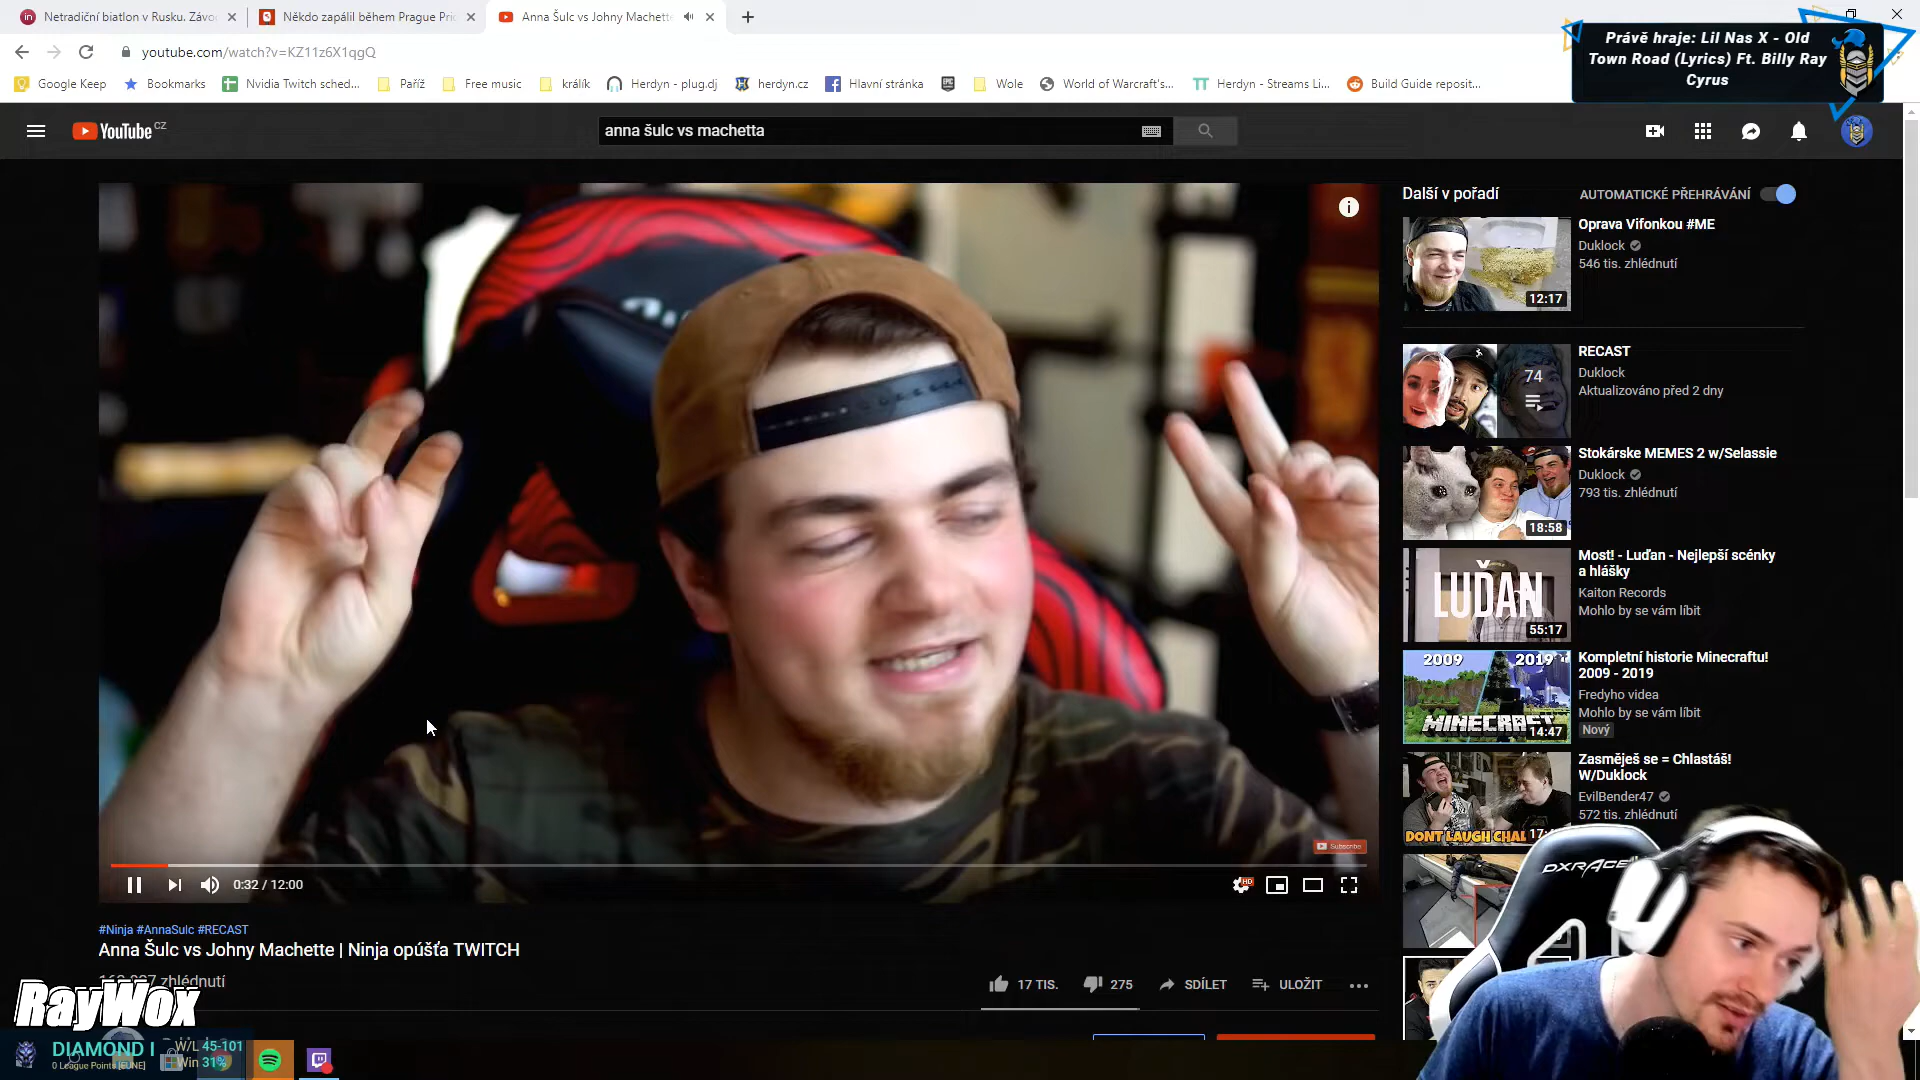 Netradiční biatlon v Rusku. Závo
Někdo zapálil během Prague Prid
Anna Šulc vs Johny Machette
youtube.com/watch?v=KZ11z6X1qgQ
Google Keep
Bookmarks
Nvidia Twitch sched...
Paříž
Free music
králík
Herdyn - plug.dj
herdyn.cz
Hlavní stránka
Wole
World of Warcraft's...
Herdyn - Streams Li...
Build Guide reposit...
Právě hraje: Lil Nas X - Old
Town Road (Lyrics) Ft. Billy Ray
Cyrus
YouTube CZ
anna šulc vs machetta
Další v pořadí
AUTOMATICKÉ PŘEHRÁVÁNÍ
Oprava Vifonkou #ME
Duklock
546 tis. zhlédnutí
12:17
RECAST
Duklock
Aktualizováno před 2 dny
74
Stokárske MEMES 2 w/Selassie
Duklock
793 tis. zhlédnutí
18:58
Most! - Luďan - Nejlepší scénky
a hlášky
Kaiton Records
Mohlo by se vám líbit
LUĎAN
55:17
Kompletní historie Minecraftu!
2009 - 2019
Fredyho videa
Mohlo by se vám líbit
Nový
2009
2019
MINECRAFT
14:47
Zasměješ se = Chlastáš!
W/Duklock
EvilBender47
572 tis. zhlédnutí
DONT LAUGH CHAL
DXRACER
Subscribe
0:32 / 12:00
HD
#Ninja #AnnaSulc #RECAST
Anna Šulc vs Johny Machette | Ninja opúšťa TWITCH
zhlédnutí
17 TIS.
275
SDÍLET
ULOŽIT
RayWox
DIAMOND I
0 League Points [EUNE]
W/L 45-101
Win 31%